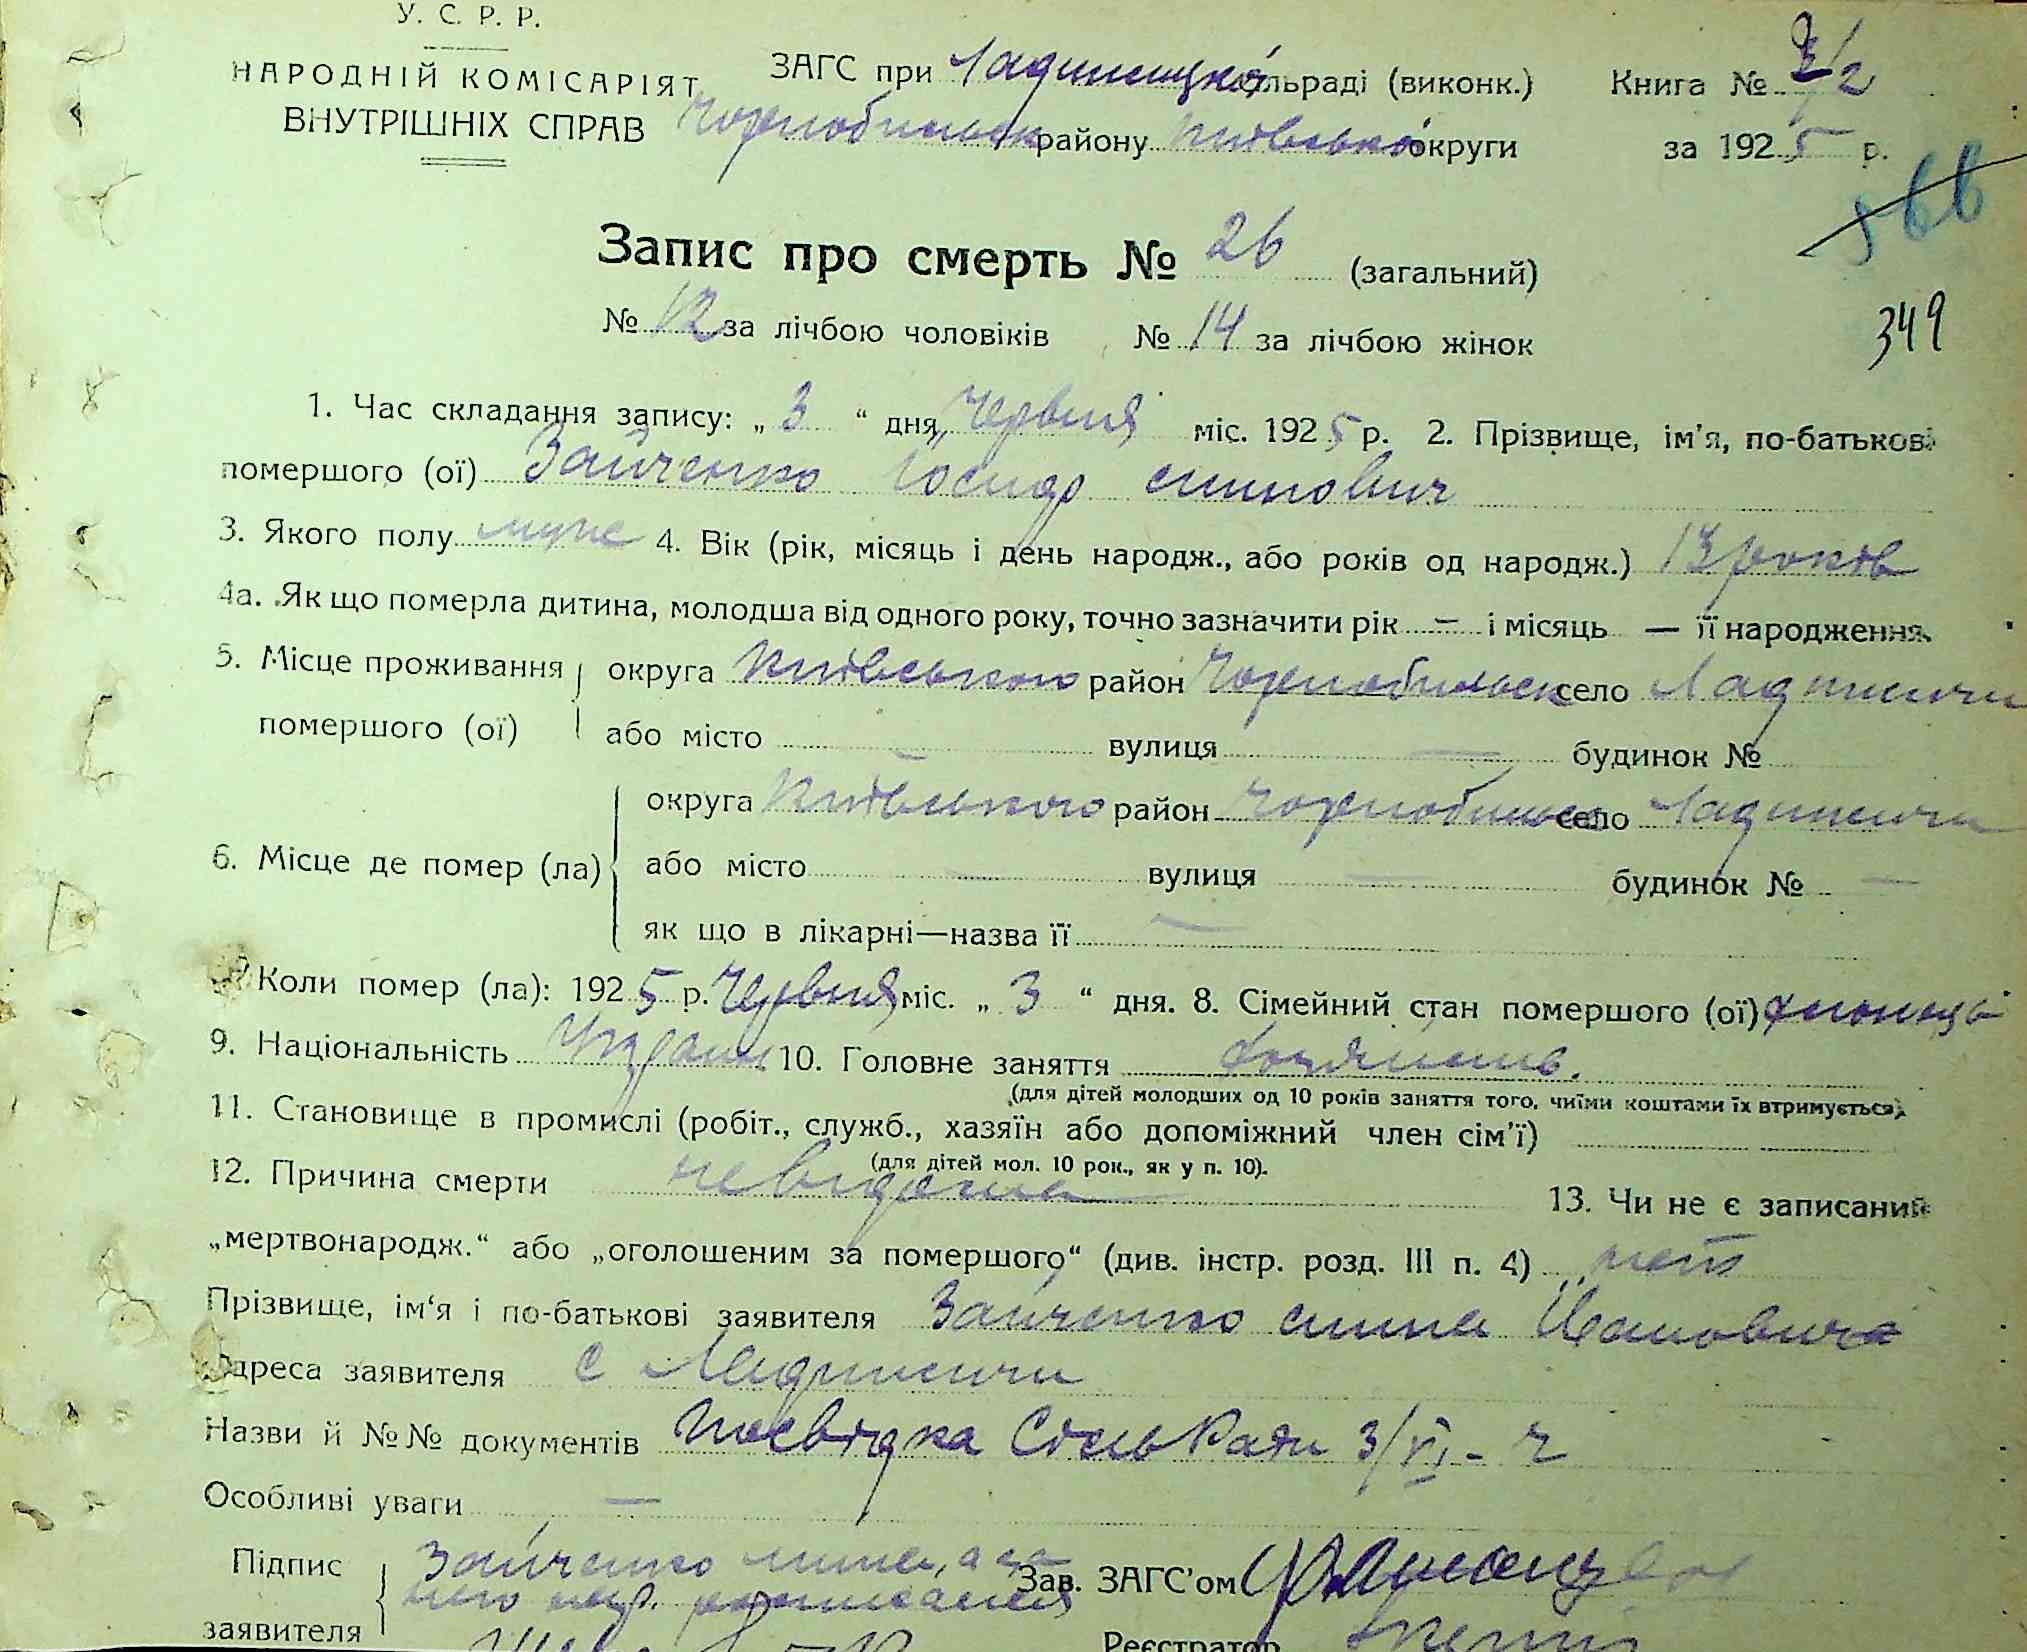 У. С. Р. Р.
НАРОДНІЙ КОМІСАРІЯТ
ВНУТРІШНІХ СПРАВ
ЗАГС при Ладижицькій сільраді (виконк.) Книга № 2
Чорнобильськ району Київської округи за 1925 р.
566
Запис про смерть № 26 (загальний)
№ 12 за лічбою чоловіків № 14 за лічбою жінок
349
1. Час складання запису: „ 3 “ дня Червня міс. 1925 р. 2. Прізвище, ім’я, по-батькові
помершого (ої) Зайченко Йосипр
3. Якого полу муже 4. Вік (рік, місяць і день народж., або років од народж.) 13 років
4а. Як що померла дитина, молодша від одного року, точно зазначити рік — і місяць — її народження.
5. Місце проживання округа Київського район Чорнобильск село Ладижичи
помершого (ої) або місто — вулиця — будинок №
округа Київського район Чорнобильск село Ладижичи
6. Місце де помер (ла) або місто — вулиця — будинок № —
як що в лікарні—назва її —
Коли помер (ла): 1925 р. Червня міс. „ 3 “ дня. 8. Сімейний стан помершого (ої)
9. Національність 10. Головне заняття
(для дітей молодших од 10 років заняття того, чиїми коштами їх втримується).
11. Становище в промислі (робіт., служб., хазяїн або допоміжний член сім’ї)
(для дітей мол. 10 рок., як у п. 10).
12. Причина смерти невідома 13. Чи не є записаний
„мертвонародж.“ або „оголошеним за помершого“ (див. інстр. розд. III п. 4) нет
Прізвище, ім‘я і по-батькові заявителя Зайченко Ивановича
Адреса заявителя с Ладижичи
Назви й №№ документів Посвідка СільРади 3/VI - Ч
Особливі уваги —
Підпис Зайченко
заявителя
Зав. ЗАГС’ом
Реєстратор